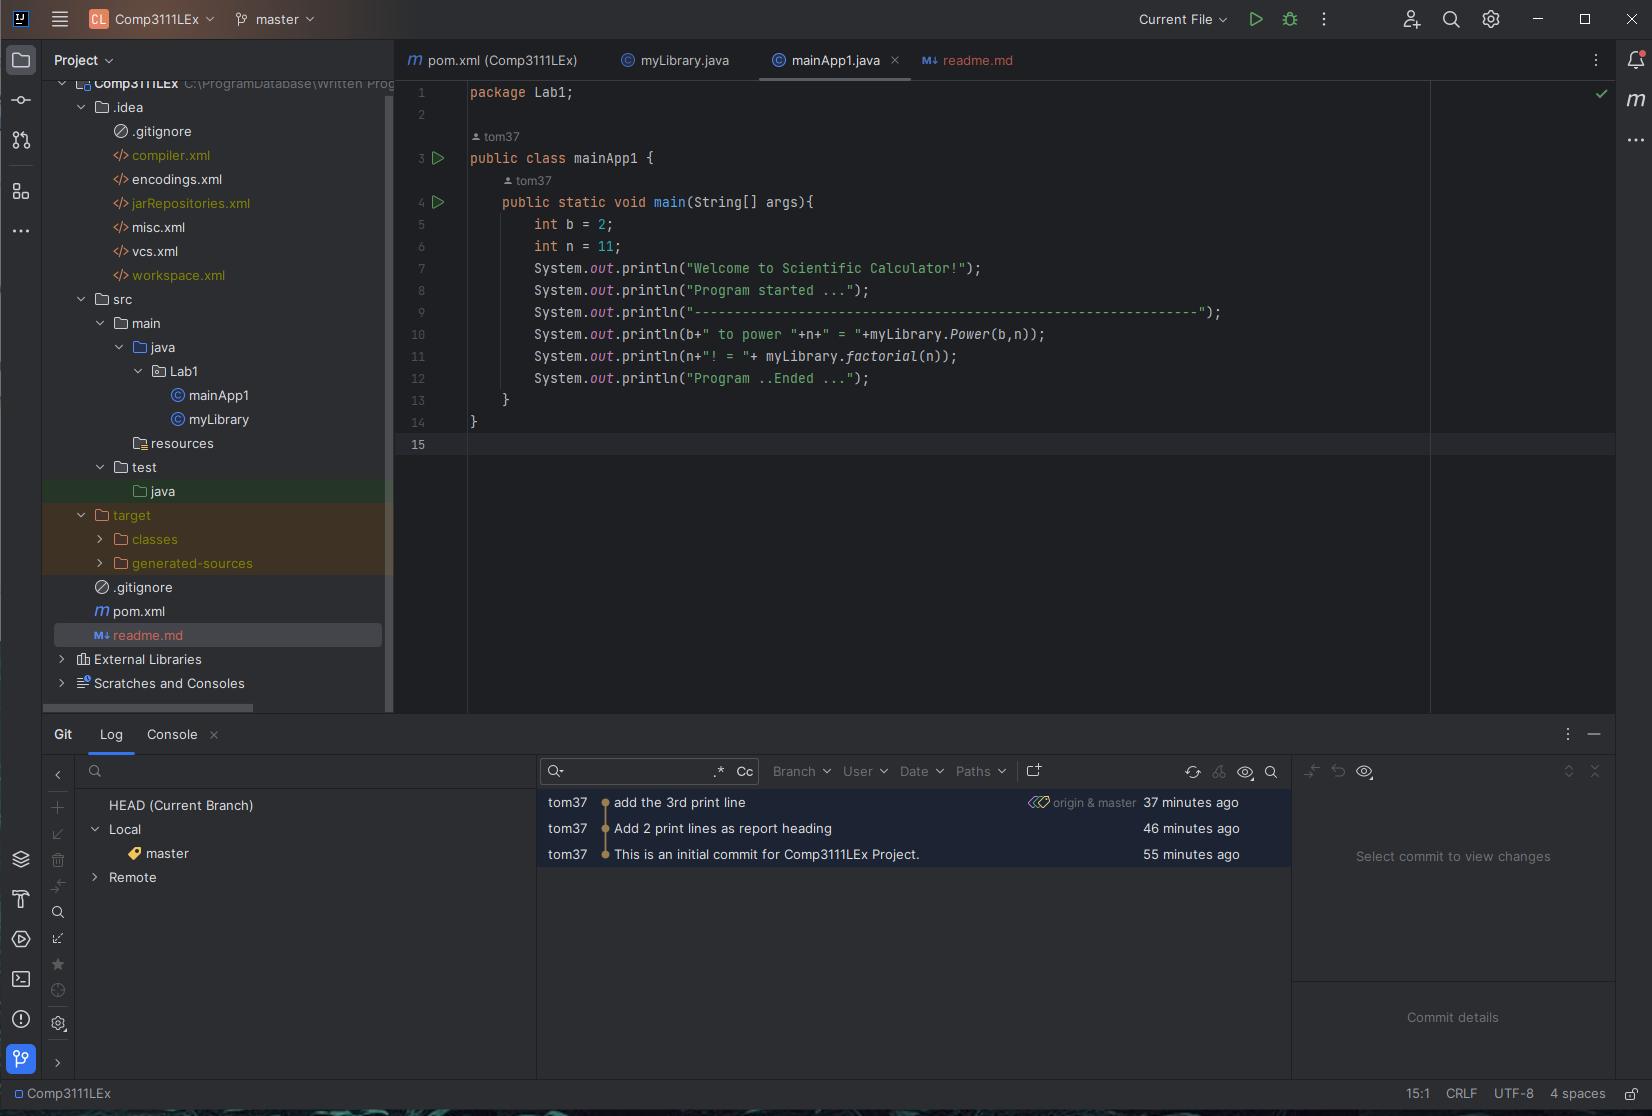 CL Comp3111LEx master Current File
Project
Comp3111LEx C:\ProgramDatabase\Written Prog
.idea
.gitignore
compiler.xml
encodings.xml
jarRepositories.xml
misc.xml
vcs.xml
workspace.xml
src
main
java
Lab1
mainApp1
myLibrary
resources
test
java
target
classes
generated-sources
.gitignore
pom.xml
readme.md
External Libraries
Scratches and Consoles
pom.xml (Comp3111LEx) myLibrary.java mainApp1.java readme.md
1 package Lab1;
2
tom37
3 public class mainApp1 {
tom37
4 public static void main(String[] args){
5 int b = 2;
6 int n = 11;
7 System.out.println("Welcome to Scientific Calculator!");
8 System.out.println("Program started ...");
9 System.out.println("---------------------------------------------------------------");
10 System.out.println(b+" to power "+n+" = "+myLibrary.Power(b,n));
11 System.out.println(n+"! = "+ myLibrary.factorial(n));
12 System.out.println("Program ..Ended ...");
13 }
14 }
15
Git Log Console
HEAD (Current Branch)
Local
master
Remote
.* Cc Branch User Date Paths
tom37 add the 3rd print line origin & master 37 minutes ago
tom37 Add 2 print lines as report heading 46 minutes ago
tom37 This is an initial commit for Comp3111LEx Project. 55 minutes ago
Select commit to view changes
Commit details
Comp3111LEx 15:1 CRLF UTF-8 4 spaces